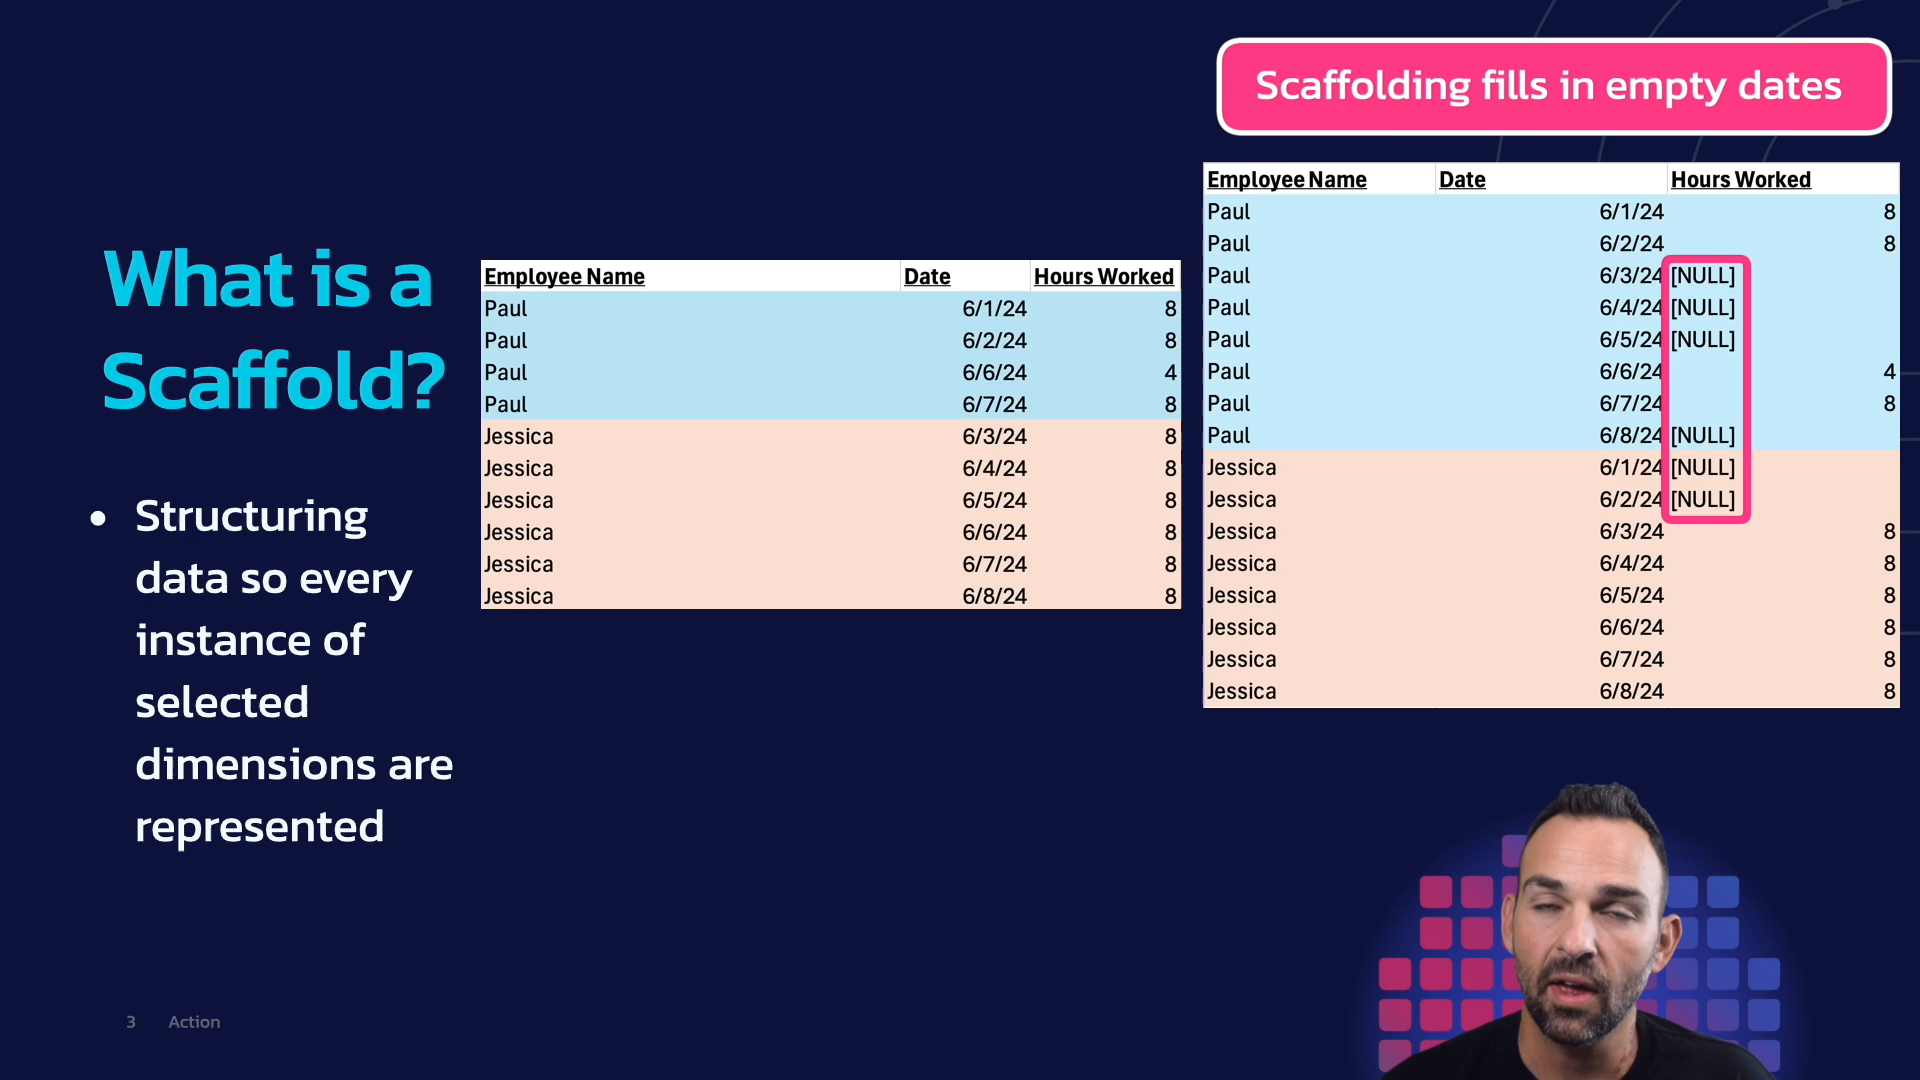 Scaffolding fills in empty dates
What is a
Scaffold?
• Structuring
data so every
instance of
selected
dimensions are
represented
Employee Name Date Hours Worked
Paul 6/1/24 8
Paul 6/2/24 8
Paul 6/6/24 4
Paul 6/7/24 8
Jessica 6/3/24 8
Jessica 6/4/24 8
Jessica 6/5/24 8
Jessica 6/6/24 8
Jessica 6/7/24 8
Jessica 6/8/24 8
Employee Name Date Hours Worked
Paul 6/1/24 8
Paul 6/2/24 8
Paul 6/3/24 [NULL]
Paul 6/4/24 [NULL]
Paul 6/5/24 [NULL]
Paul 6/6/24 4
Paul 6/7/24 8
Paul 6/8/24 [NULL]
Jessica 6/1/24 [NULL]
Jessica 6/2/24 [NULL]
Jessica 6/3/24 8
Jessica 6/4/24 8
Jessica 6/5/24 8
Jessica 6/6/24 8
Jessica 6/7/24 8
Jessica 6/8/24 8
3 Action